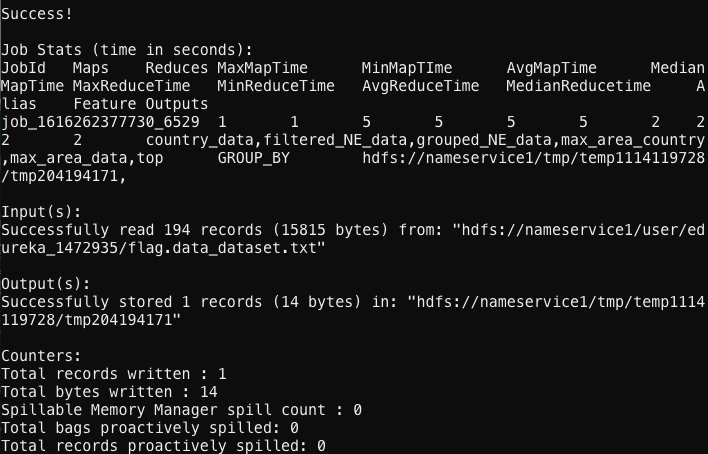 Success!
Job Stats (time in seconds):
JobId   Maps    Reduces MaxMapTime      MinMapTIme      AvgMapTime      Median
MapTime MaxReduceTime   MinReduceTime   AvgReduceTime   MedianReducetime     A
lias    Feature Outputs
job_1616262377730_6529  1       1       5       5       5       5       2    2
2       2       country_data,filtered_NE_data,grouped_NE_data,max_area_country
,max_area_data,top      GROUP_BY        hdfs://nameservice1/tmp/temp1114119728
/tmp204194171,
Input(s):
Successfully read 194 records (15815 bytes) from: "hdfs://nameservice1/user/ed
ureka_1472935/flag.data_dataset.txt"
Output(s):
Successfully stored 1 records (14 bytes) in: "hdfs://nameservice1/tmp/temp1114
119728/tmp204194171"
Counters:
Total records written : 1
Total bytes written : 14
Spillable Memory Manager spill count : 0
Total bags proactively spilled: 0
Total records proactively spilled: 0